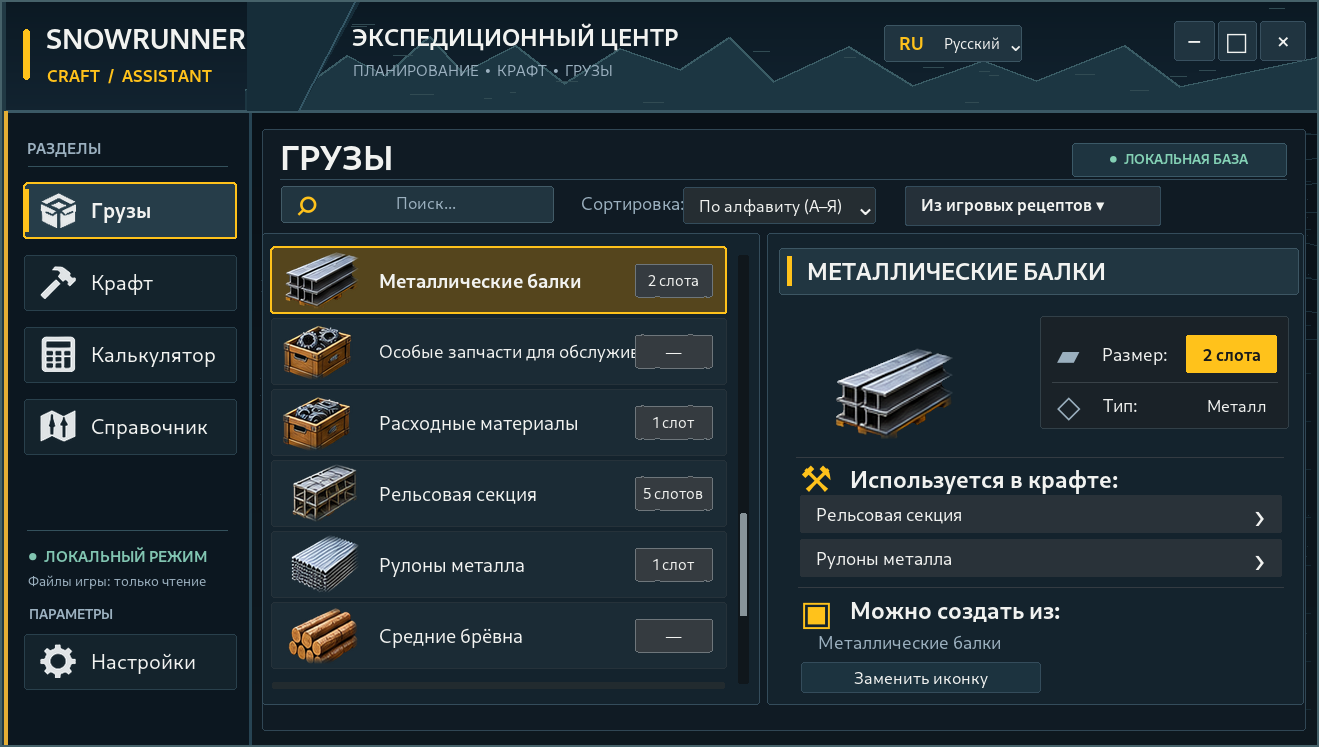 SNOWRUNNER
CRAFT / ASSISTANT
ЭКСПЕДИЦИОННЫЙ ЦЕНТР
ПЛАНИРОВАНИЕ • КРАФТ • ГРУЗЫ
RU Русский
РАЗДЕЛЫ
Грузы
Крафт
Калькулятор
Справочник
● ЛОКАЛЬНЫЙ РЕЖИМ
Файлы игры: только чтение
ПАРАМЕТРЫ
Настройки
ГРУЗЫ
● ЛОКАЛЬНАЯ БАЗА
Поиск...
Сортировка: По алфавиту (А–Я)
Из игровых рецептов ▾
Металлические балки 2 слота
Особые запчасти для обслужив —
Расходные материалы 1 слот
Рельсовая секция 5 слотов
Рулоны металла 1 слот
Средние брёвна —
МЕТАЛЛИЧЕСКИЕ БАЛКИ
Размер: 2 слота
Тип: Металл
Используется в крафте:
Рельсовая секция
Рулоны металла
Можно создать из:
Металлические балки
Заменить иконку